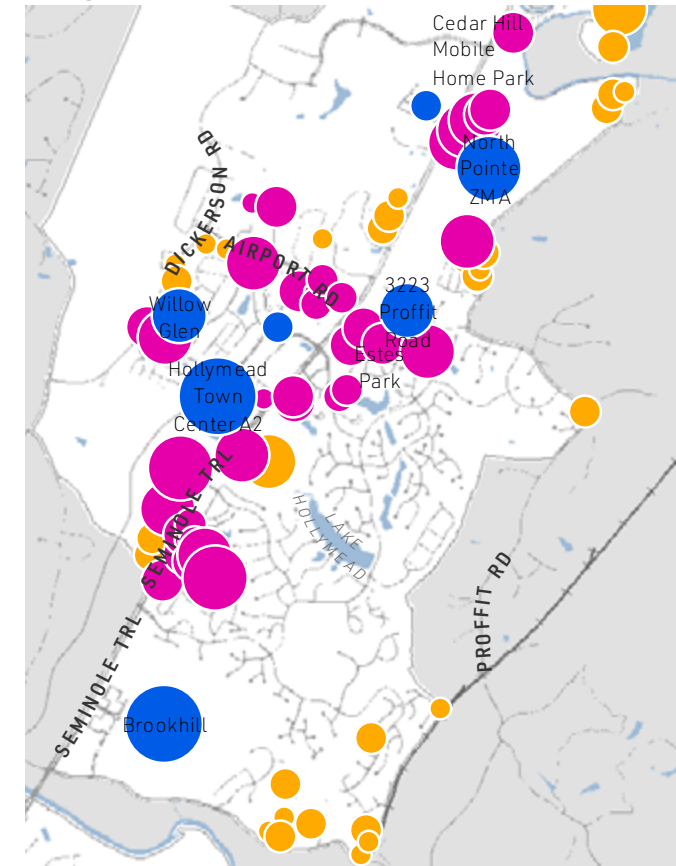 Cedar Hill
Mobile
Home Park
North
Pointe
ZMA
DICKERSON RD
AIRPORT RD
3223
Proffit
Road
Willow
Glen
Estes
Park
Hollymead
Town
Center A2
SEMINOLE TRL
LAKE
HOLLYMEAD
PROFFIT RD
SEMINOLE TRL
Brookhill